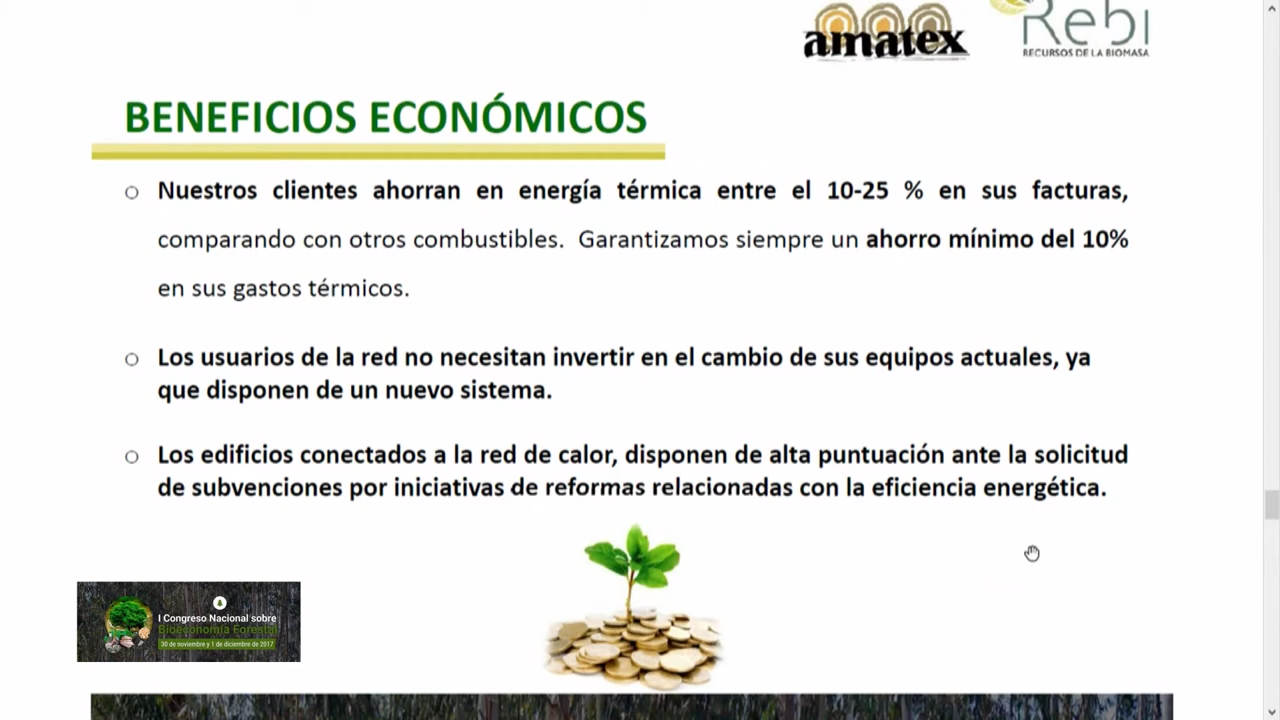 amatex
Rebi
RECURSOS DE LA BIOMASA
BENEFICIOS ECONÓMICOS
Nuestros clientes ahorran en energía térmica entre el 10-25 % en sus facturas,
comparando con otros combustibles. Garantizamos siempre un ahorro mínimo del 10%
en sus gastos térmicos.
Los usuarios de la red no necesitan invertir en el cambio de sus equipos actuales, ya
que disponen de un nuevo sistema.
Los edificios conectados a la red de calor, disponen de alta puntuación ante la solicitud
de subvenciones por iniciativas de reformas relacionadas con la eficiencia energética.
I Congreso Nacional sobre
Bioeconomía Forestal
30 de noviembre y 1 de diciembre de 2017